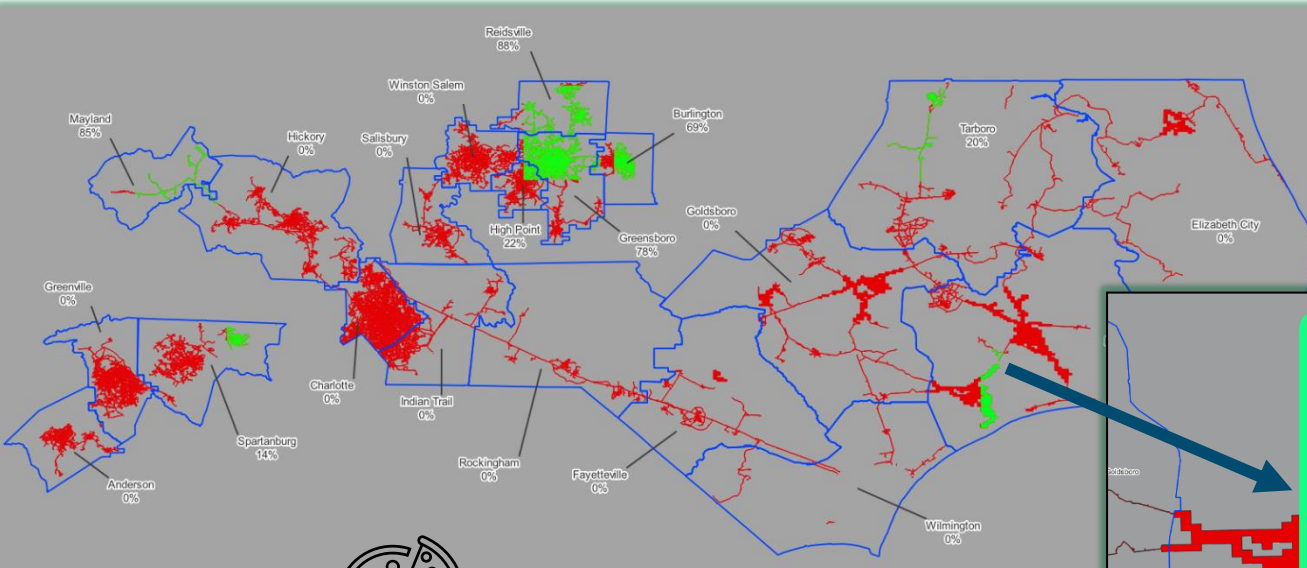 Reidsville
88%
Winston Salem
0%
Burlington
69%
Mayland
85%
Hickory
0%
Salisbury
0%
Tarboro
20%
Goldsboro
0%
High Point
22%
Greensboro
78%
Elizabeth City
0%
Greenville
0%
Charlotte
0%
Indian Trail
0%
Spartanburg
14%
Rockingham
0%
Fayetteville
0%
Anderson
0%
Wilmington
0%
Goldsboro